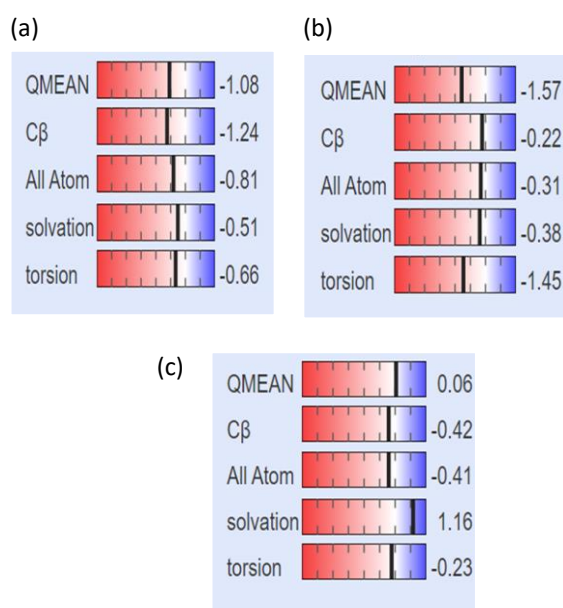 (a)
QMEAN -1.08
Cβ -1.24
All Atom -0.81
solvation -0.51
torsion -0.66
(b)
QMEAN -1.57
Cβ -0.22
All Atom -0.31
solvation -0.38
torsion -1.45
(c)
QMEAN 0.06
Cβ -0.42
All Atom -0.41
solvation 1.16
torsion -0.23